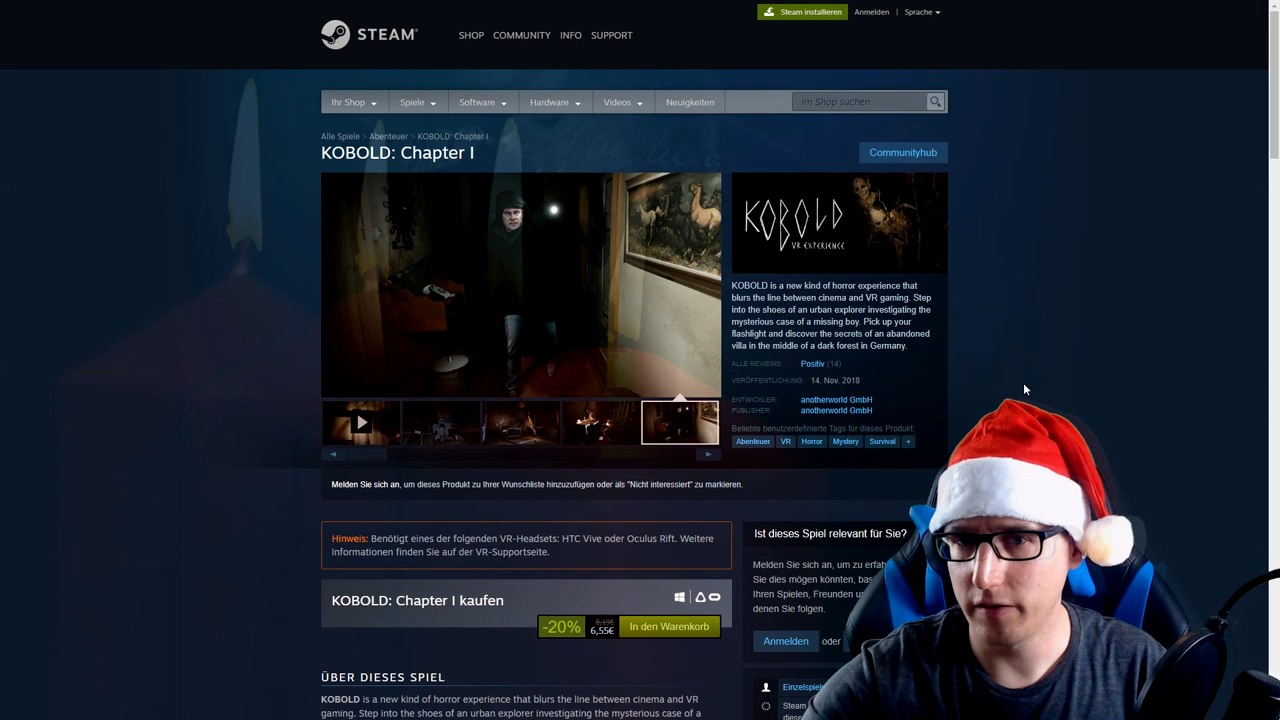 Steam installieren
Anmelden | Sprache
STEAM®
SHOP COMMUNITY INFO SUPPORT
Ihr Shop Spiele Software Hardware Videos Neuigkeiten
Im Shop suchen
Alle Spiele > Abenteuer > KOBOLD: Chapter I
KOBOLD: Chapter I
Communityhub
KOBOLD
VR EXPERIENCE
KOBOLD is a new kind of horror experience that
blurs the line between cinema and VR gaming. Step
into the shoes of an urban explorer investigating the
mysterious case of a missing boy. Pick up your
flashlight and discover the secrets of an abandoned
villa in the middle of a dark forest in Germany.
ALLE REVIEWS: Positiv (14)
VERÖFFENTLICHUNG: 14. Nov. 2018
ENTWICKLER: anotherworld GmbH
PUBLISHER: anotherworld GmbH
Beliebte benutzerdefinierte Tags für dieses Produkt:
Abenteuer VR Horror Mystery Survival +
Melden Sie sich an, um dieses Produkt zu Ihrer Wunschliste hinzuzufügen oder als "Nicht interessiert" zu markieren.
Hinweis: Benötigt eines der folgenden VR-Headsets: HTC Vive oder Oculus Rift. Weitere
Informationen finden Sie auf der VR-Supportseite.
KOBOLD: Chapter I kaufen
-20%
8,19€
6,55€
In den Warenkorb
ÜBER DIESES SPIEL
KOBOLD is a new kind of horror experience that blurs the line between cinema and VR
gaming. Step into the shoes of an urban explorer investigating the mysterious case of a
Ist dieses Spiel relevant für Sie?
Melden Sie sich an, um zu erfa
Sie dies mögen könnten, bas
Ihren Spielen, Freunden u
denen Sie folgen.
Anmelden oder
Einzelspiel
Steam
diese